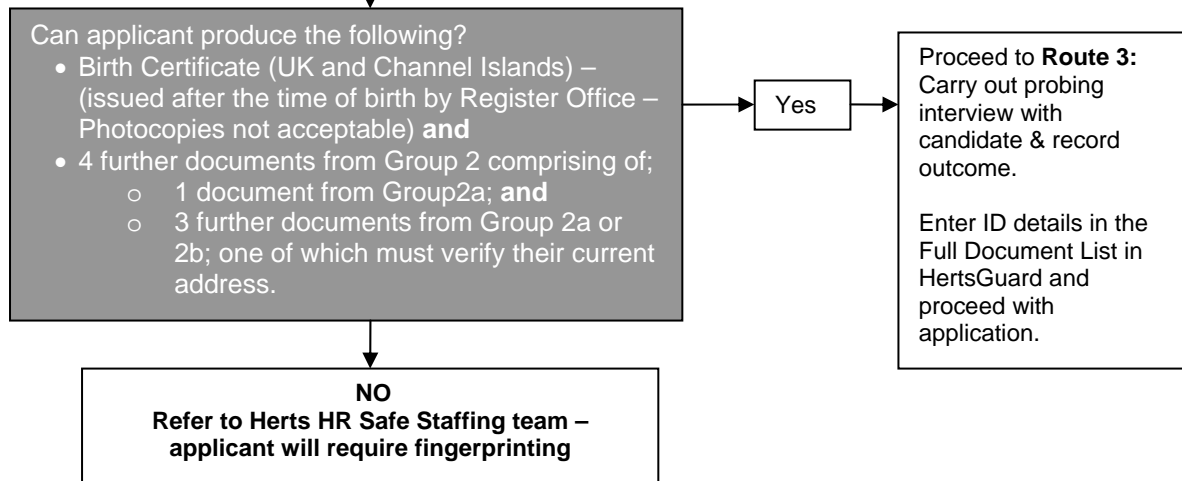 Can applicant produce the following?
• Birth Certificate (UK and Channel Islands) –
(issued after the time of birth by Register Office –
Photocopies not acceptable) and
• 4 further documents from Group 2 comprising of;
o 1 document from Group2a; and
o 3 further documents from Group 2a or
2b; one of which must verify their current
address.
Yes
Proceed to Route 3:
Carry out probing
interview with
candidate & record
outcome.
Enter ID details in the
Full Document List in
HertsGuard and
proceed with
application.
NO
Refer to Herts HR Safe Staffing team –
applicant will require fingerprinting